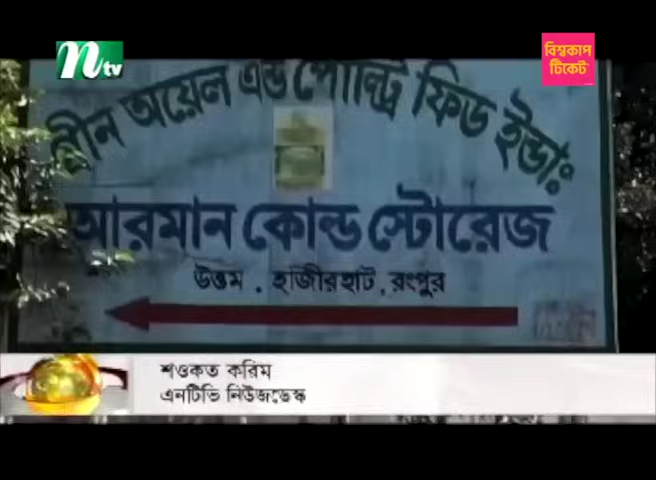 Ntv
বিশ্বকাপ
টিকেট
গ্রীন অয়েল এন্ড পোল্ট্রি ফিড ইন্ডাঃ
আরমান কোল্ড স্টোরেজ
উত্তম . হাজীরহাট , রংপুর
শওকত করিম
এনটিভি নিউজডেস্ক